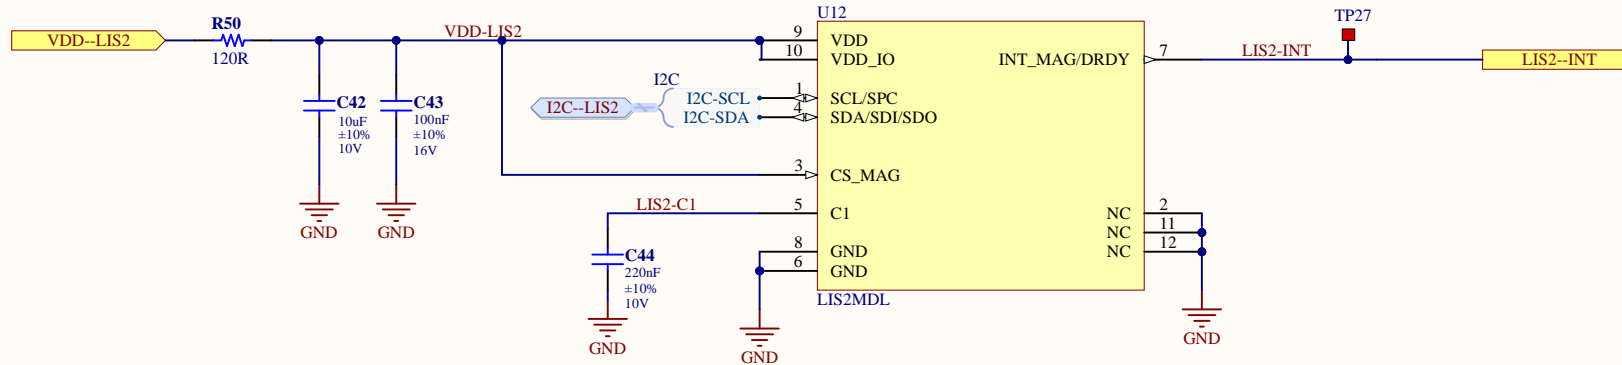 U12
TP27
R50
VDD--LIS2
VDD-LIS2
120R
9
VDD
10
VDD_IO
INT_MAG/DRDY
7
LIS2-INT
LIS2--INT
I2C
I2C--LIS2
I2C-SCL
1
SCL/SPC
I2C-SDA
4
SDA/SDI/SDO
C42
10uF
±10%
10V
C43
100nF
±10%
16V
3
CS_MAG
LIS2-C1
5
C1
NC
2
NC
11
NC
12
8
GND
6
GND
C44
220nF
±10%
10V
LIS2MDL
GND
GND
GND
GND
GND